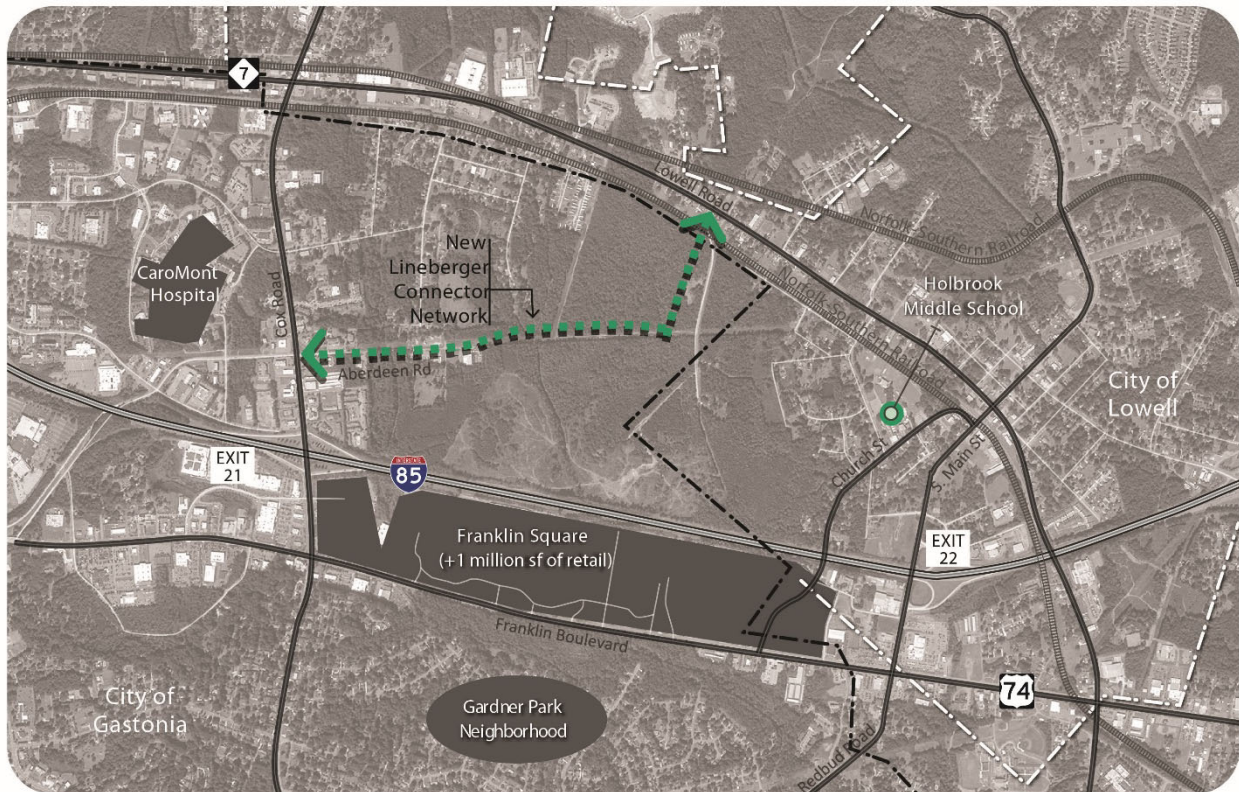 7
Lowell Road
Norfolk-Southern Railroad
New
Lineberger
Connector
Network
CaroMont
Hospital
Cox Road
Holbrook
Middle School
Norfolk-Southern Railroad
Aberdeen Rd
City of
Lowell
Church St
S. Main St
EXIT
21
INTERSTATE
85
Franklin Square
(+1 million sf of retail)
EXIT
22
Franklin Boulevard
City of
Gastonia
Gardner Park
Neighborhood
74
Redbud Road